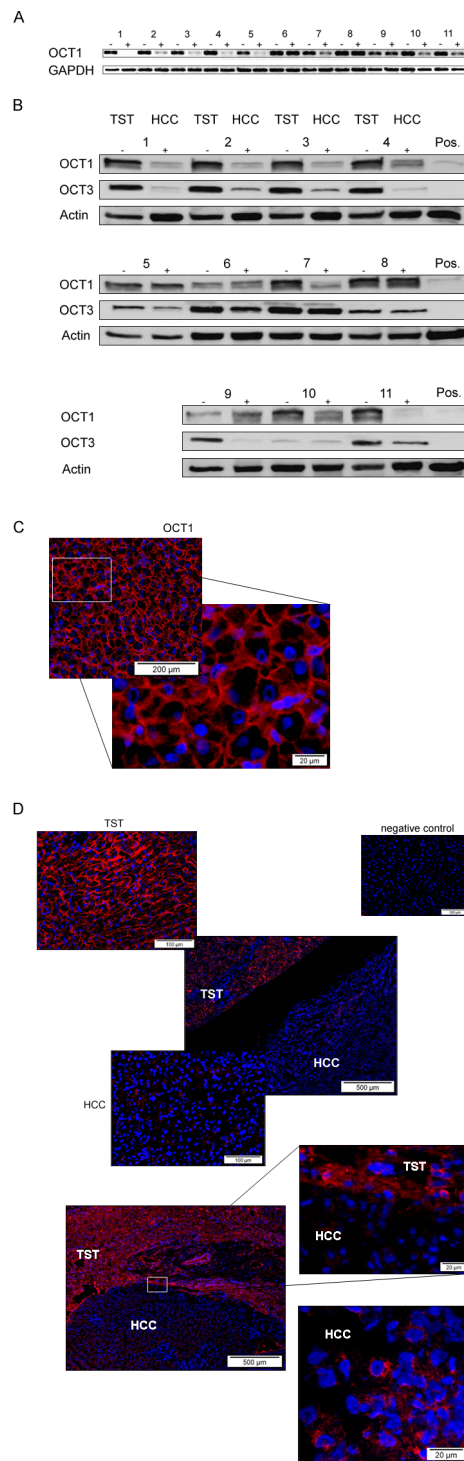 A
1 2 3 4 5 6 7 8 9 10 11
- + - + - + - + - + - + - + - + - + - + - +
OCT1
GAPDH
B
TST HCC TST HCC TST HCC TST HCC
1 2 3 4 Pos.
- + - + - + - +
OCT1
OCT3
Actin
5 6 7 8 Pos.
- + - + - + - +
OCT1
OCT3
Actin
9 10 11 Pos.
- + - + - +
OCT1
OCT3
Actin
C
OCT1
200 µm
20 µm
D
TST
negative control
100 µm
100 µm
TST
HCC
500 µm
HCC
100 µm
TST
HCC
20 µm
TST
HCC
500 µm
HCC
20 µm